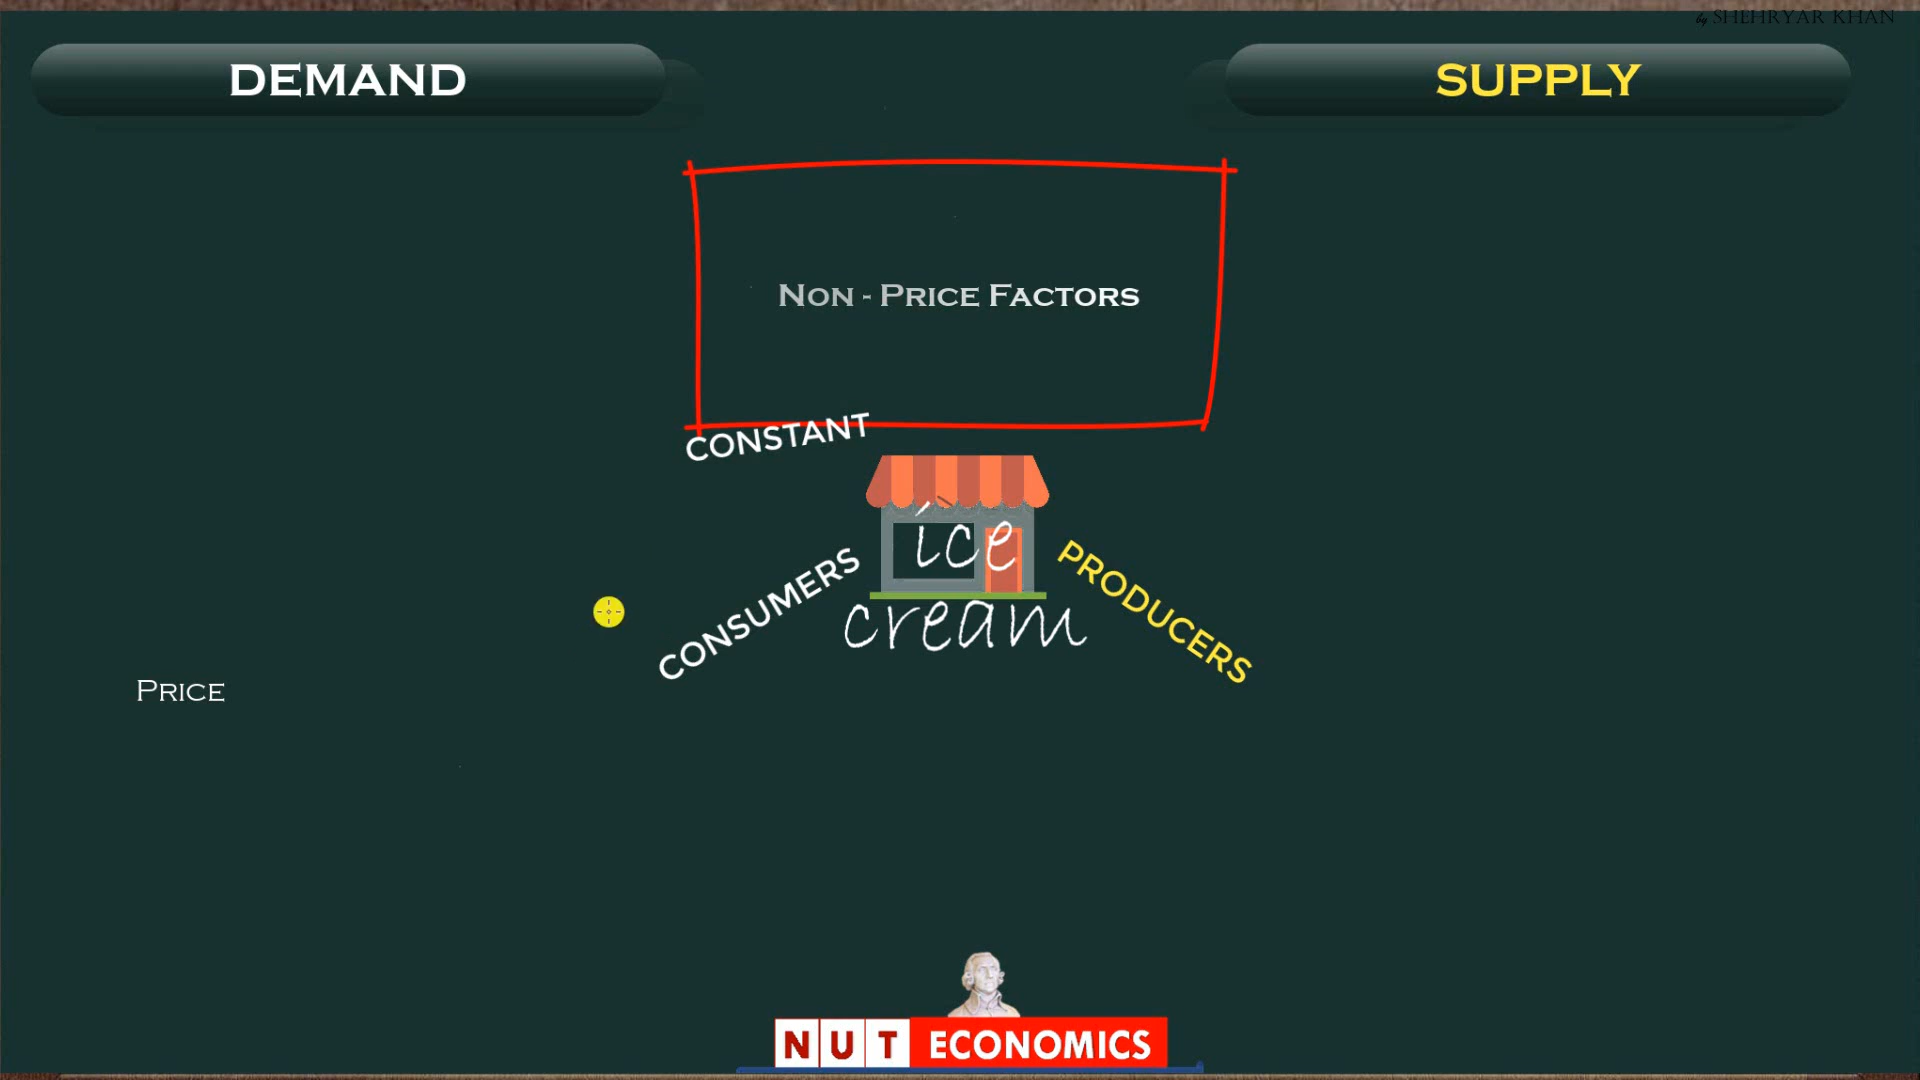 by SHEHRYAR KHAN
DEMAND
SUPPLY
NON - PRICE FACTORS
CONSTANT
ice
cream
CONSUMERS
PRODUCERS
PRICE
NUT ECONOMICS